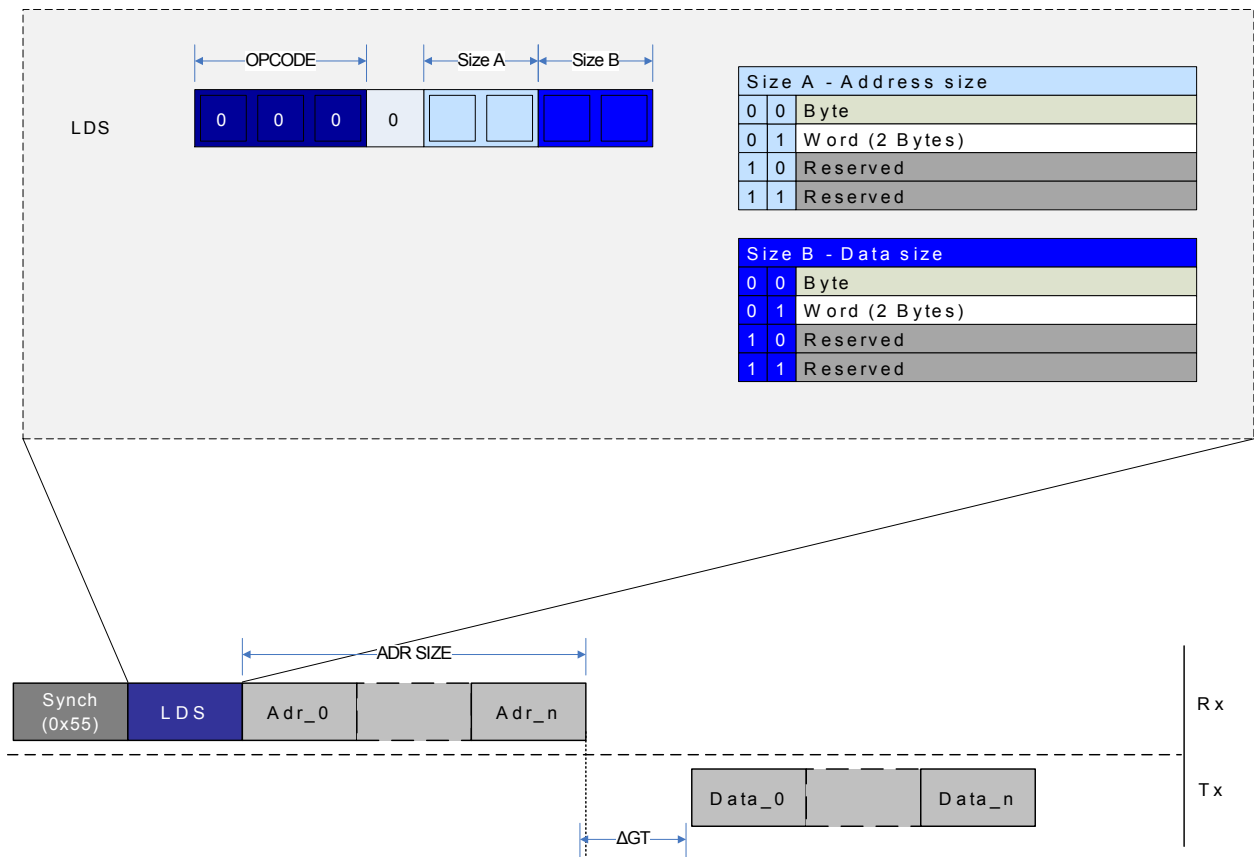 OPCODE Size A Size B
LDS 0 0 0 0
Size A - Address size
0 0 Byte
0 1 Word (2 Bytes)
1 0 Reserved
1 1 Reserved
Size B - Data size
0 0 Byte
0 1 Word (2 Bytes)
1 0 Reserved
1 1 Reserved
ADR SIZE
Synch
(0x55)
LDS Adr_0 Adr_n
Rx
Data_0 Data_n
Tx
ΔGT